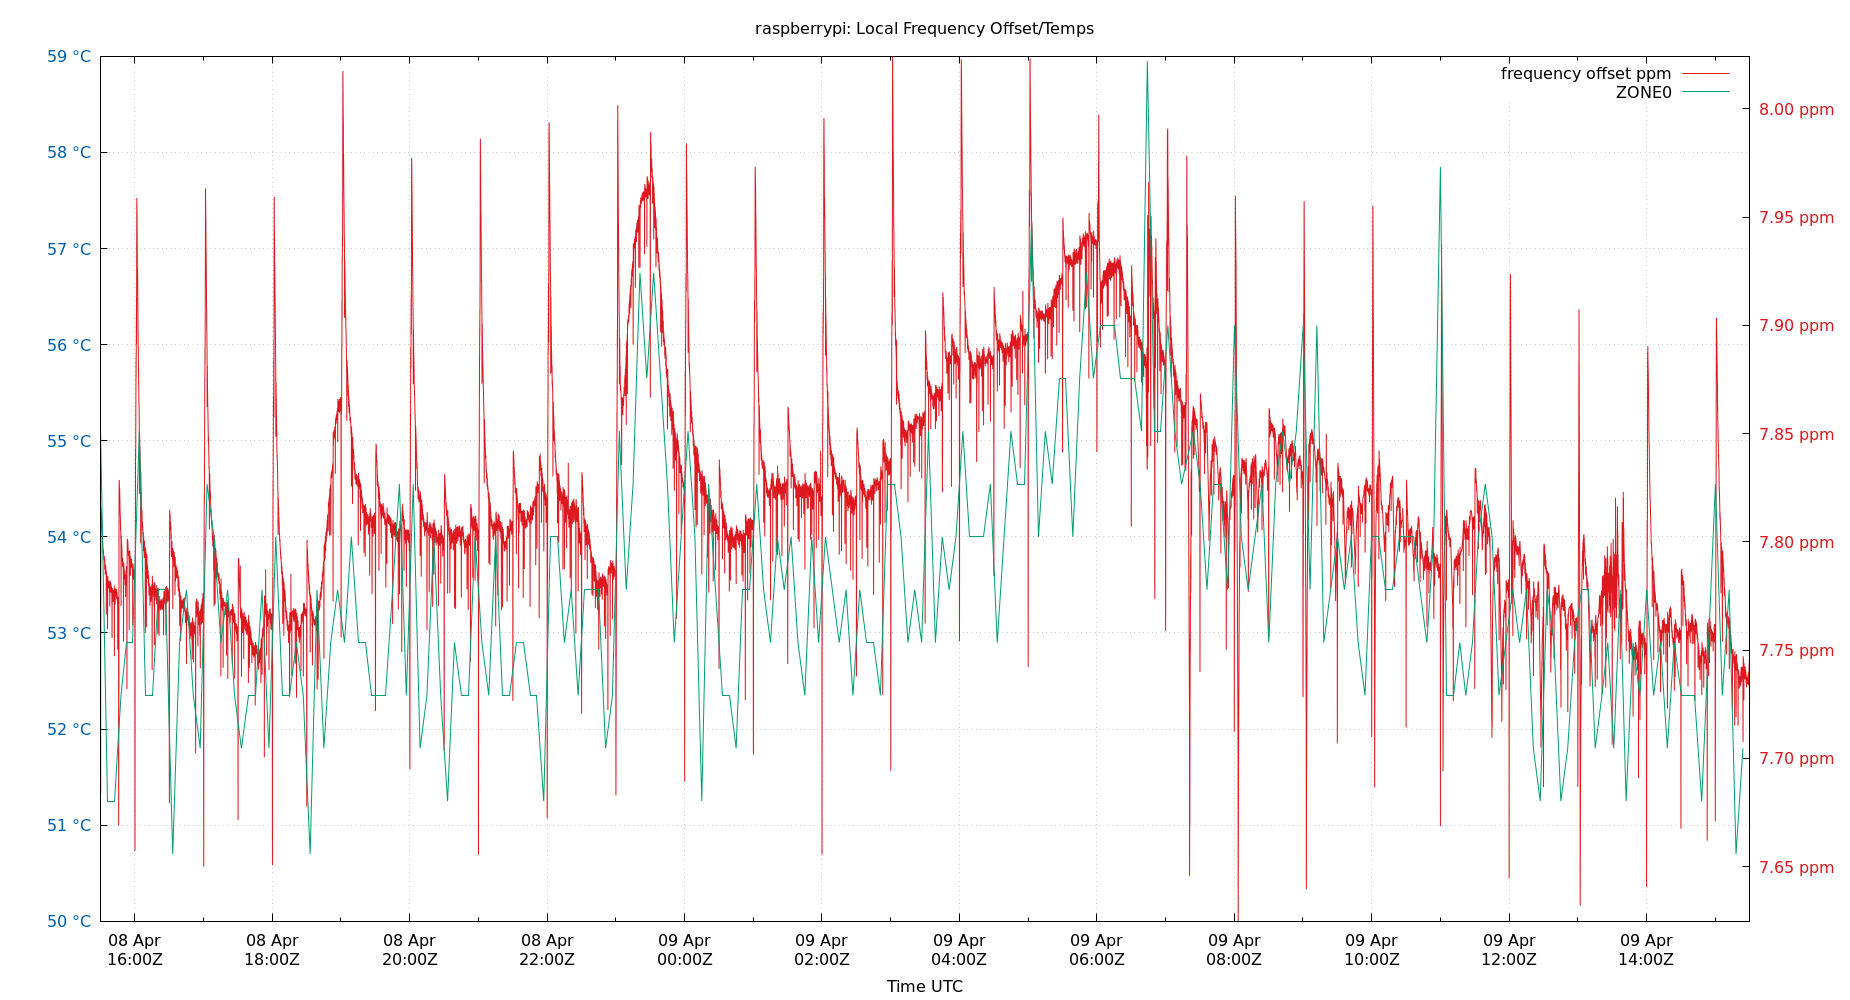 raspberrypi: Local Frequency Offset/Temps
frequency offset ppm
ZONE0
59 °C
58 °C
57 °C
56 °C
55 °C
54 °C
53 °C
52 °C
51 °C
50 °C
8.00 ppm
7.95 ppm
7.90 ppm
7.85 ppm
7.80 ppm
7.75 ppm
7.70 ppm
7.65 ppm
08 Apr
16:00Z
08 Apr
18:00Z
08 Apr
20:00Z
08 Apr
22:00Z
09 Apr
00:00Z
09 Apr
02:00Z
09 Apr
04:00Z
09 Apr
06:00Z
09 Apr
08:00Z
09 Apr
10:00Z
09 Apr
12:00Z
09 Apr
14:00Z
Time UTC